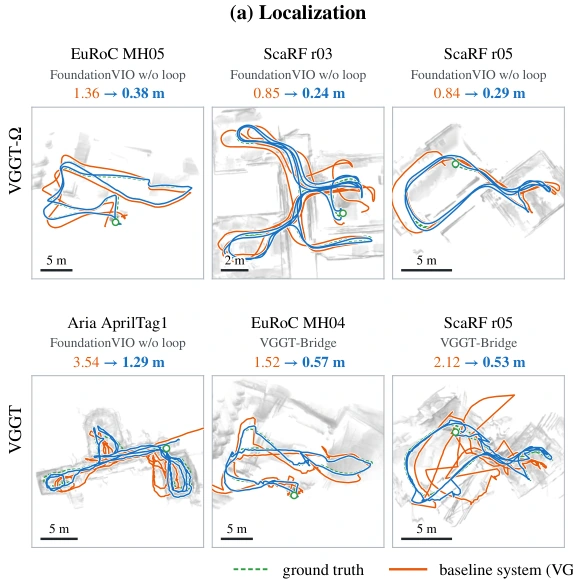 (a) Localization
EuRoC MH05
FoundationVIO w/o loop
1.36 → 0.38 m
ScaRF r03
FoundationVIO w/o loop
0.85 → 0.24 m
ScaRF r05
FoundationVIO w/o loop
0.84 → 0.29 m
VGGT-Ω
5 m
2 m
5 m
Aria AprilTag1
FoundationVIO w/o loop
3.54 → 1.29 m
EuRoC MH04
VGGT-Bridge
1.52 → 0.57 m
ScaRF r05
VGGT-Bridge
2.12 → 0.53 m
VGGT
5 m
5 m
5 m
ground truth
baseline system (VG